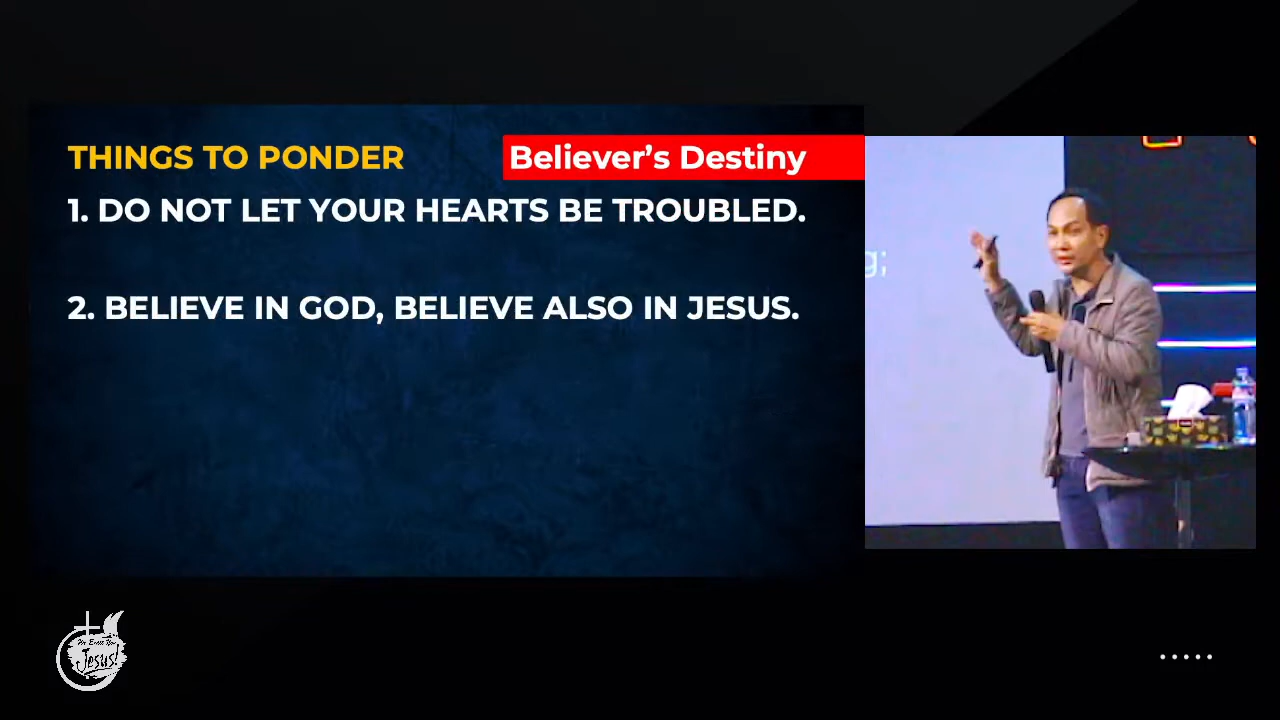 THINGS TO PONDER
Believer's Destiny
1. DO NOT LET YOUR HEARTS BE TROUBLED.
2. BELIEVE IN GOD, BELIEVE ALSO IN JESUS.
g;
Jesus!